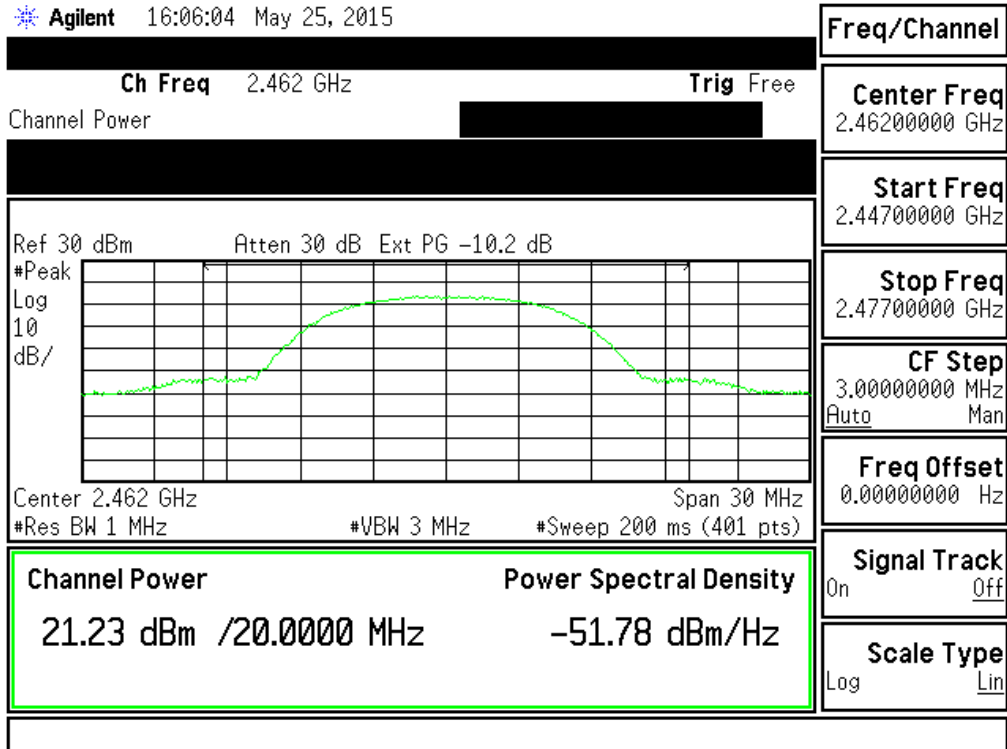 Agilent 16:06:04 May 25, 2015
Freq/Channel
Ch Freq 2.462 GHz Trig Free
Channel Power
Center Freq
2.46200000 GHz
Start Freq
2.44700000 GHz
Stop Freq
2.47700000 GHz
CF Step
3.00000000 MHz
Auto Man
Freq Offset
0.00000000 Hz
Signal Track
On Off
Scale Type
Log Lin
Ref 30 dBm Atten 30 dB Ext PG -10.2 dB
#Peak
Log
10
dB/
Center 2.462 GHz Span 30 MHz
#Res BW 1 MHz #VBW 3 MHz #Sweep 200 ms (401 pts)
Channel Power Power Spectral Density
21.23 dBm /20.0000 MHz -51.78 dBm/Hz